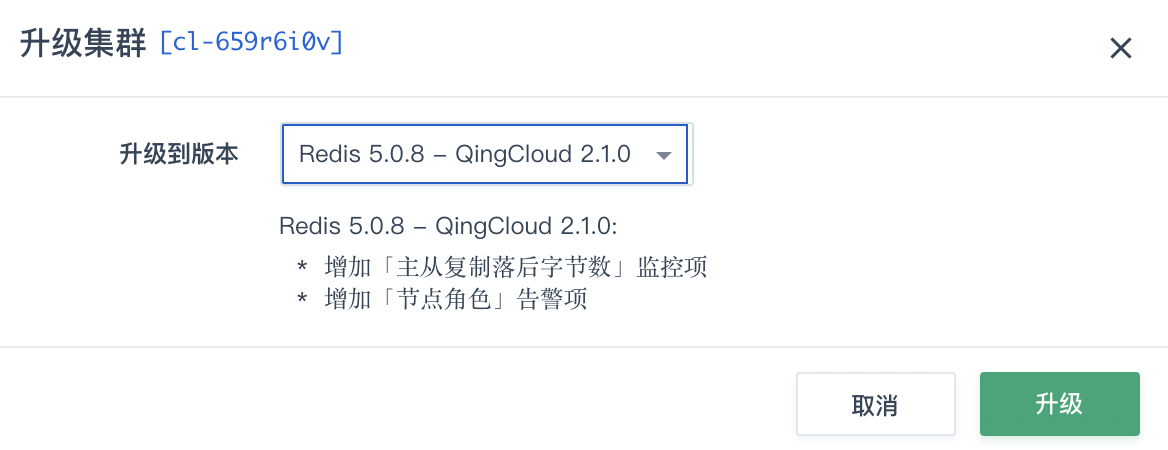 升级集群 [cl-659r6i0v]
升级到版本 Redis 5.0.8 – QingCloud 2.1.0
Redis 5.0.8 – QingCloud 2.1.0:
* 增加「主从复制落后字节数」监控项
* 增加「节点角色」告警项
取消 升级